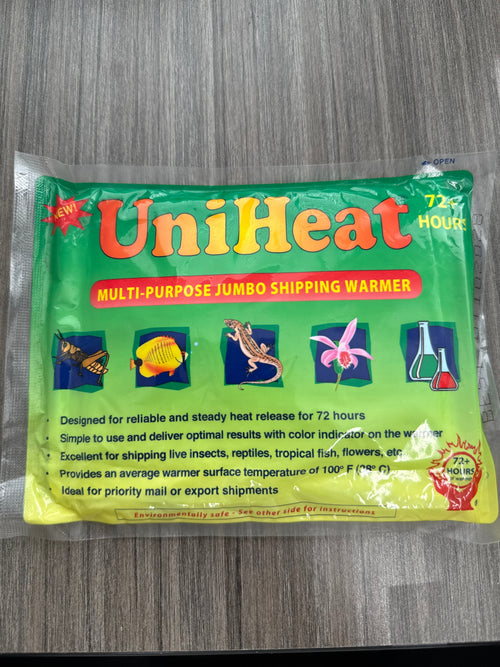 OPEN
NEW!
UniHeat
72+
HOURS
MULTI-PURPOSE JUMBO SHIPPING WARMER
• Designed for reliable and steady heat release for 72 hours
• Simple to use and deliver optimal results with color indicator on the warmer
• Excellent for shipping live insects, reptiles, tropical fish, flowers, etc
• Provides an average warmer surface temperature of 100° F (38° C)
• Ideal for priority mail or export shipments
72+
HOURS
of warmth
Environmentally safe - See other side for instructions